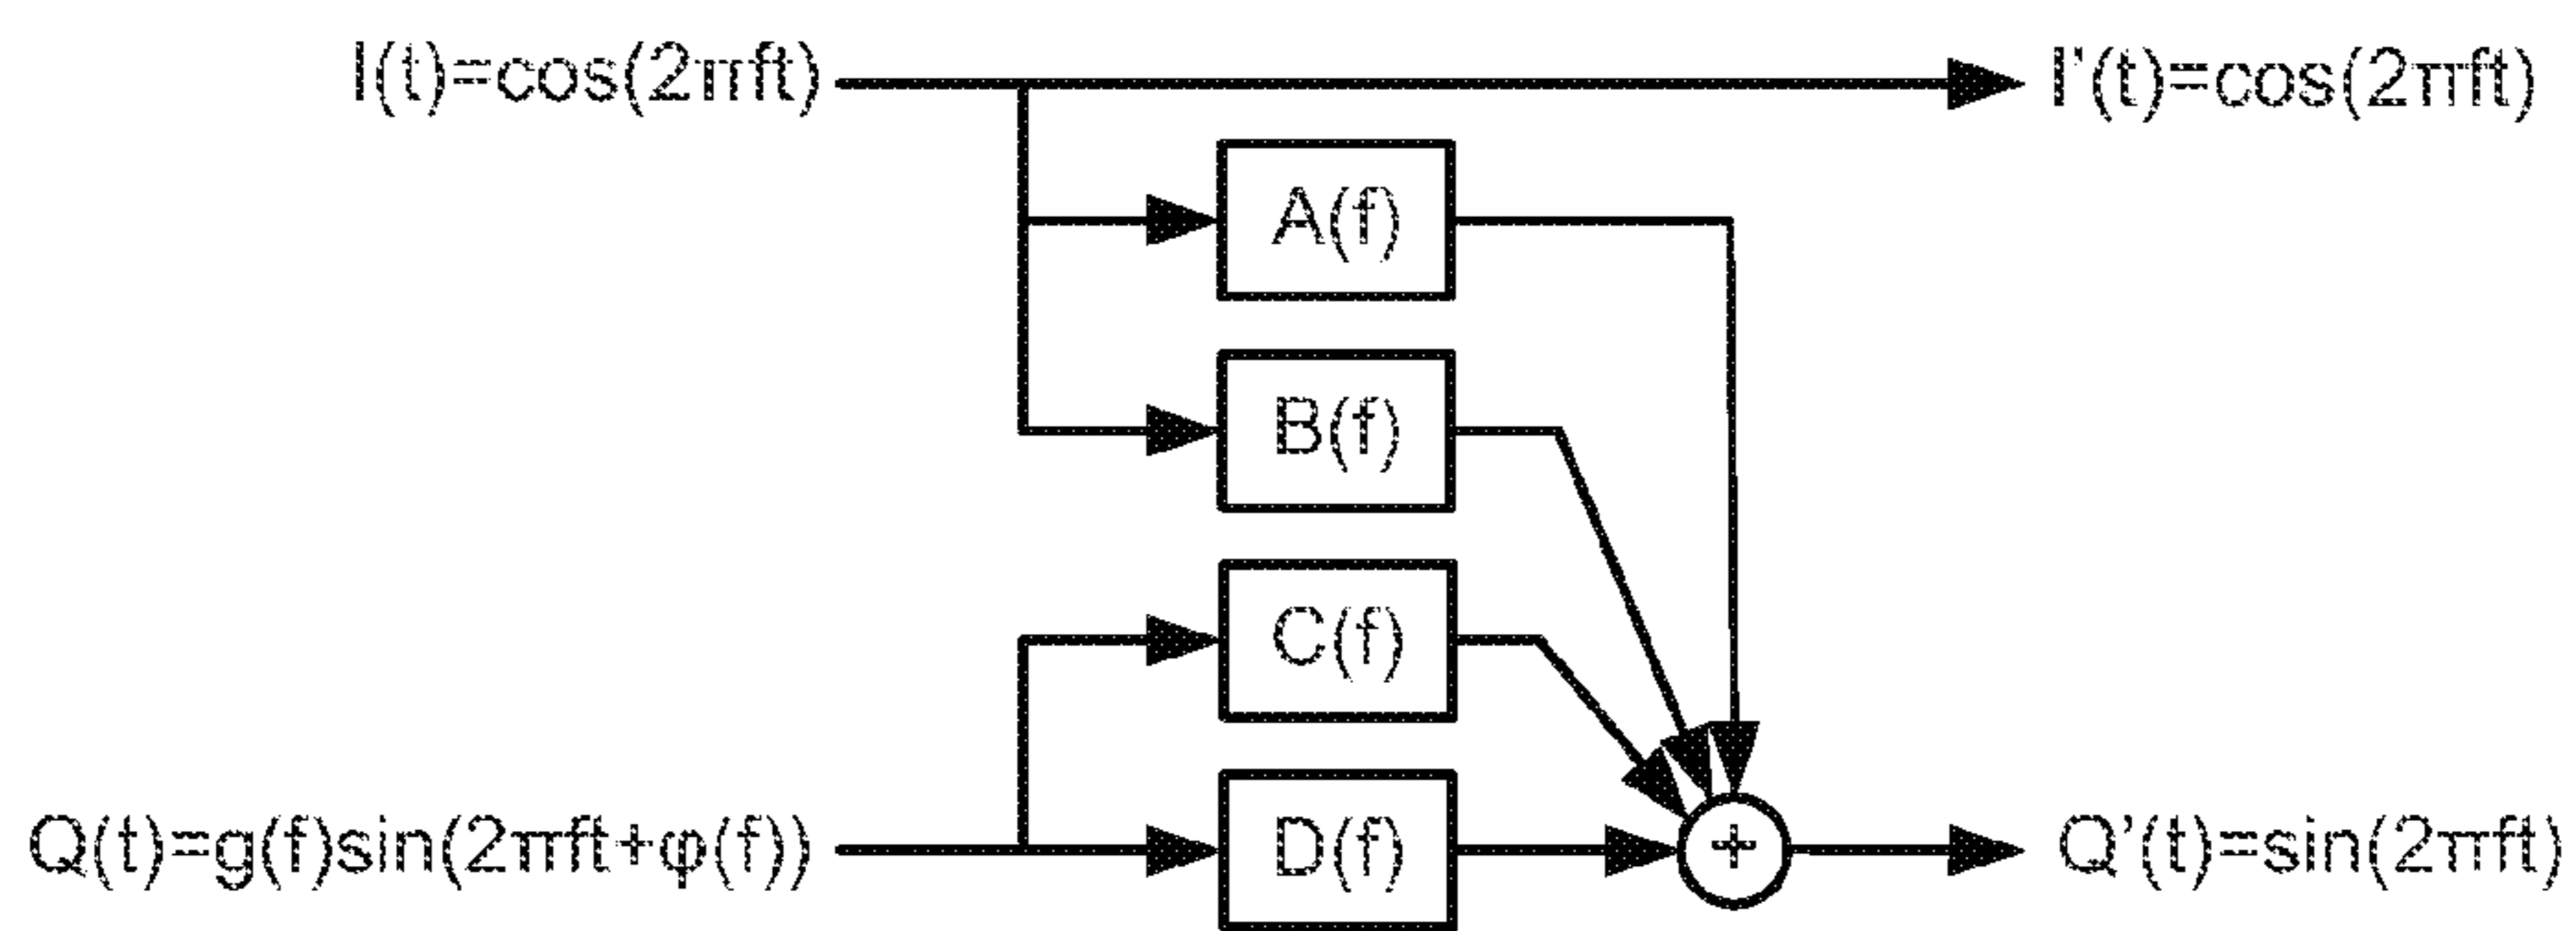 I(t)=cos(2πft)
I'(t)=cos(2πft)
A(f)
B(f)
C(f)
D(f)
Q(t)=g(f)sin(2πft+φ(f))
+
Q'(t)=sin(2πft)